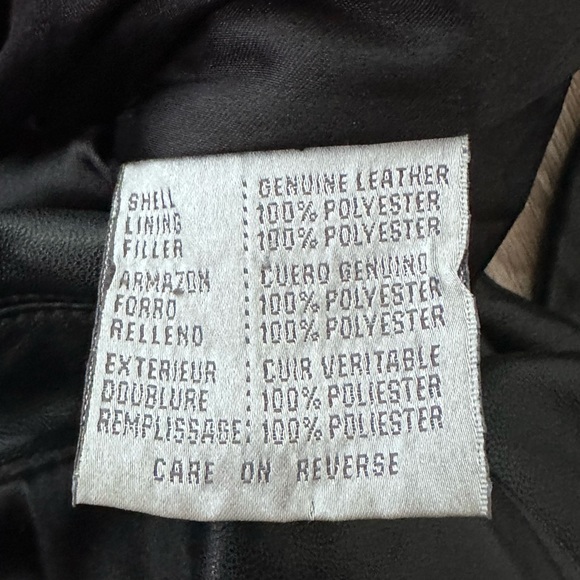 SHELL : GENUINE LEATHER
LINING : 100% POLYESTER
FILLER : 100% POLYESTER
ARMAZON : CUERO GENUINO
FORRO : 100% POLYESTER
RELLENO : 100% POLYESTER
EXTERIEUR : CUIR VERITABLE
DOUBLURE : 100% POLIESTER
REMPLISSAGE: 100% POLIESTER
CARE ON REVERSE